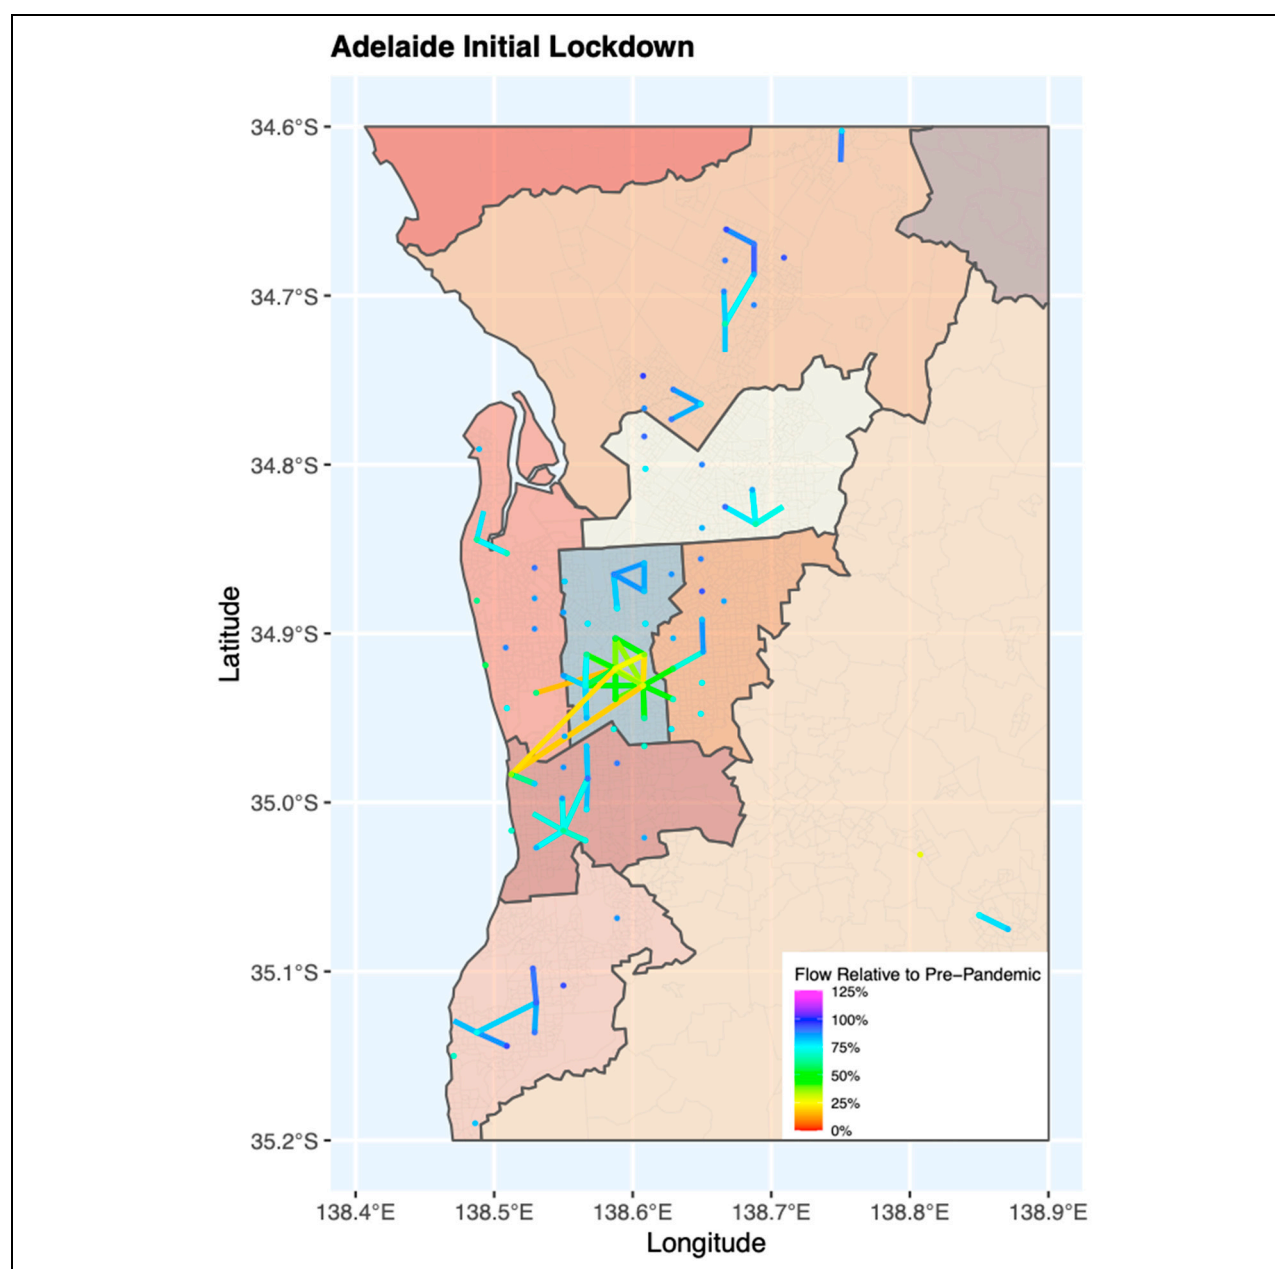 Adelaide Initial Lockdown
34.6°S
34.7°S
34.8°S
34.9°S
35.0°S
35.1°S
35.2°S
Latitude
Flow Relative to Pre−Pandemic
125%
100%
75%
50%
25%
0%
138.4°E 138.5°E 138.6°E 138.7°E 138.8°E 138.9°E
Longitude